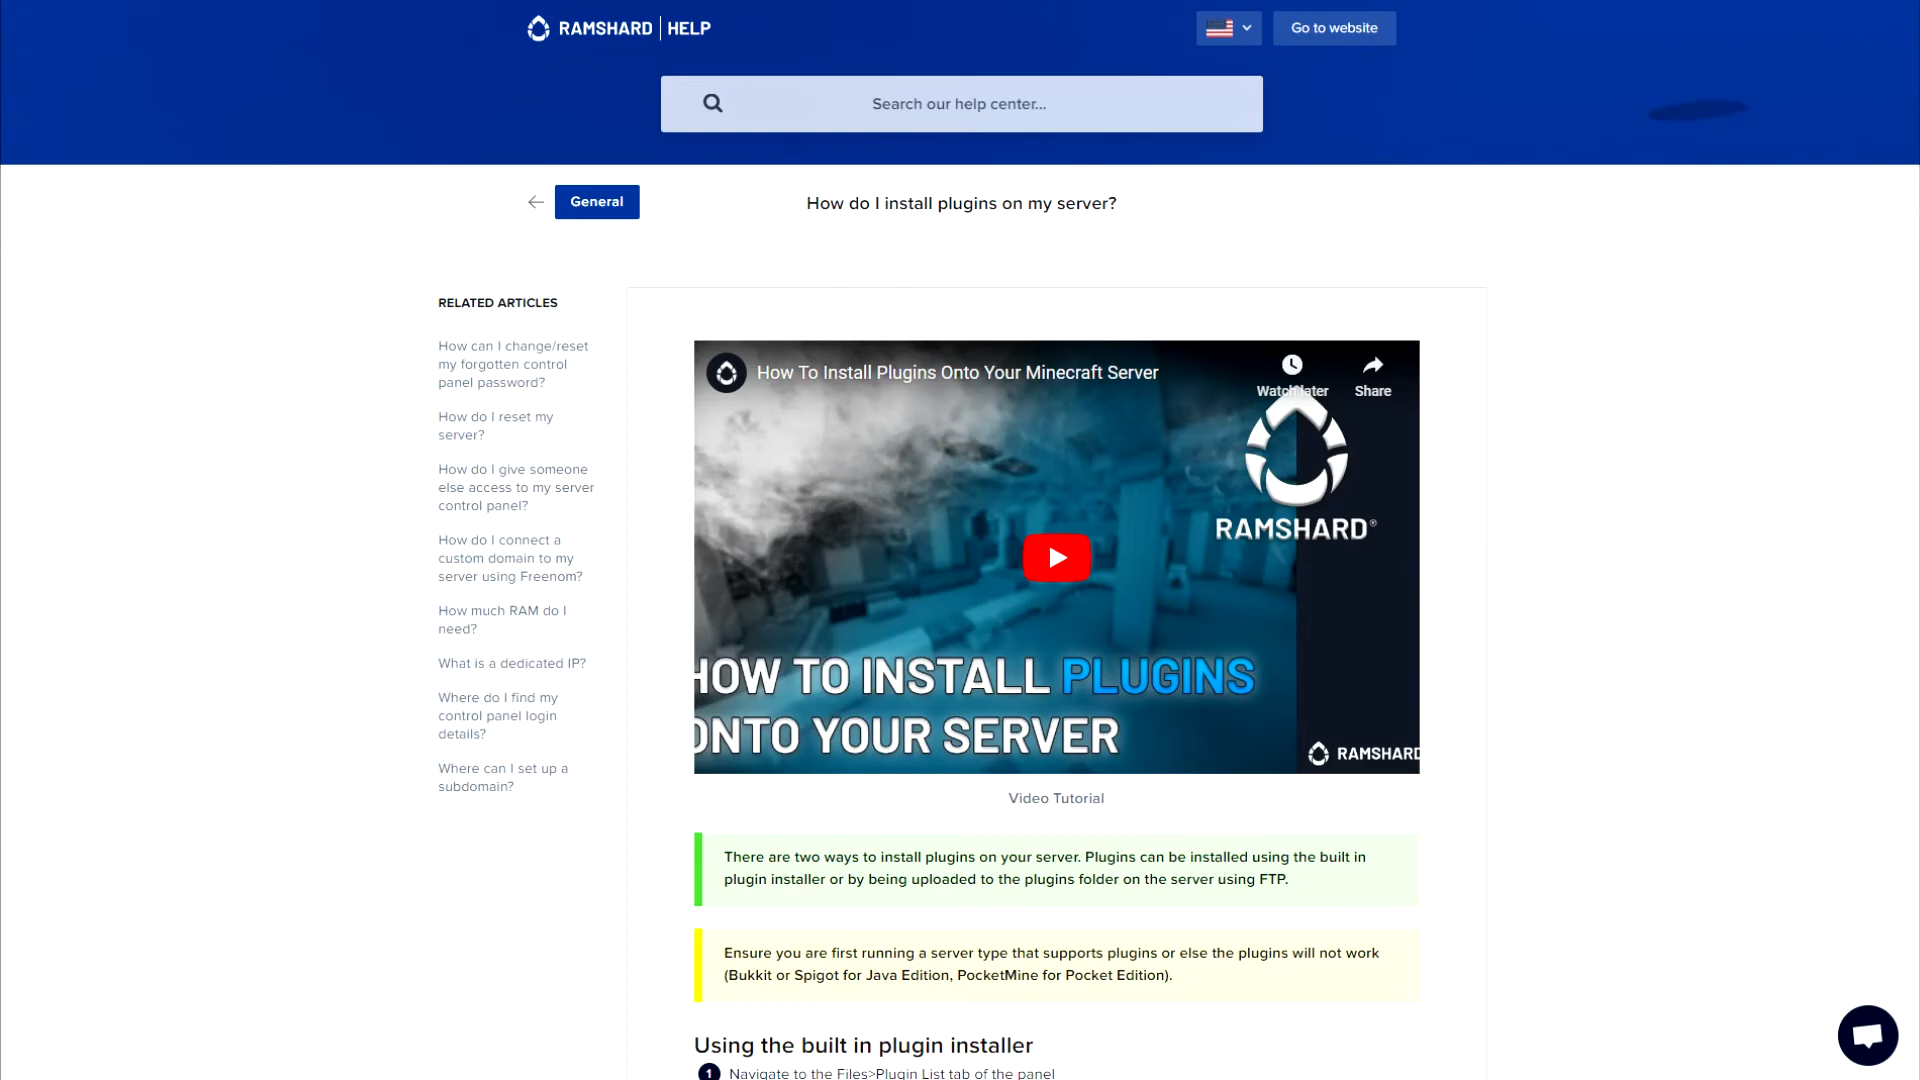 RAMSHARD HELP
Go to website
Search our help center...
General
How do I install plugins on my server?
RELATED ARTICLES
How can I change/reset
my forgotten control
panel password?
How do I reset my
server?
How do I give someone
else access to my server
control panel?
How do I connect a
custom domain to my
server using Freenom?
How much RAM do I
need?
What is a dedicated IP?
Where do I find my
control panel login
details?
Where can I set up a
subdomain?
How To Install Plugins Onto Your Minecraft Server
Watch later
Share
RAMSHARD®
HOW TO INSTALL PLUGINS
ONTO YOUR SERVER
RAMSHARD
Video Tutorial
There are two ways to install plugins on your server. Plugins can be installed using the built in
plugin installer or by being uploaded to the plugins folder on the server using FTP.
Ensure you are first running a server type that supports plugins or else the plugins will not work
(Bukkit or Spigot for Java Edition, PocketMine for Pocket Edition).
Using the built in plugin installer
1 Navigate to the Files>Plugin List tab of the panel